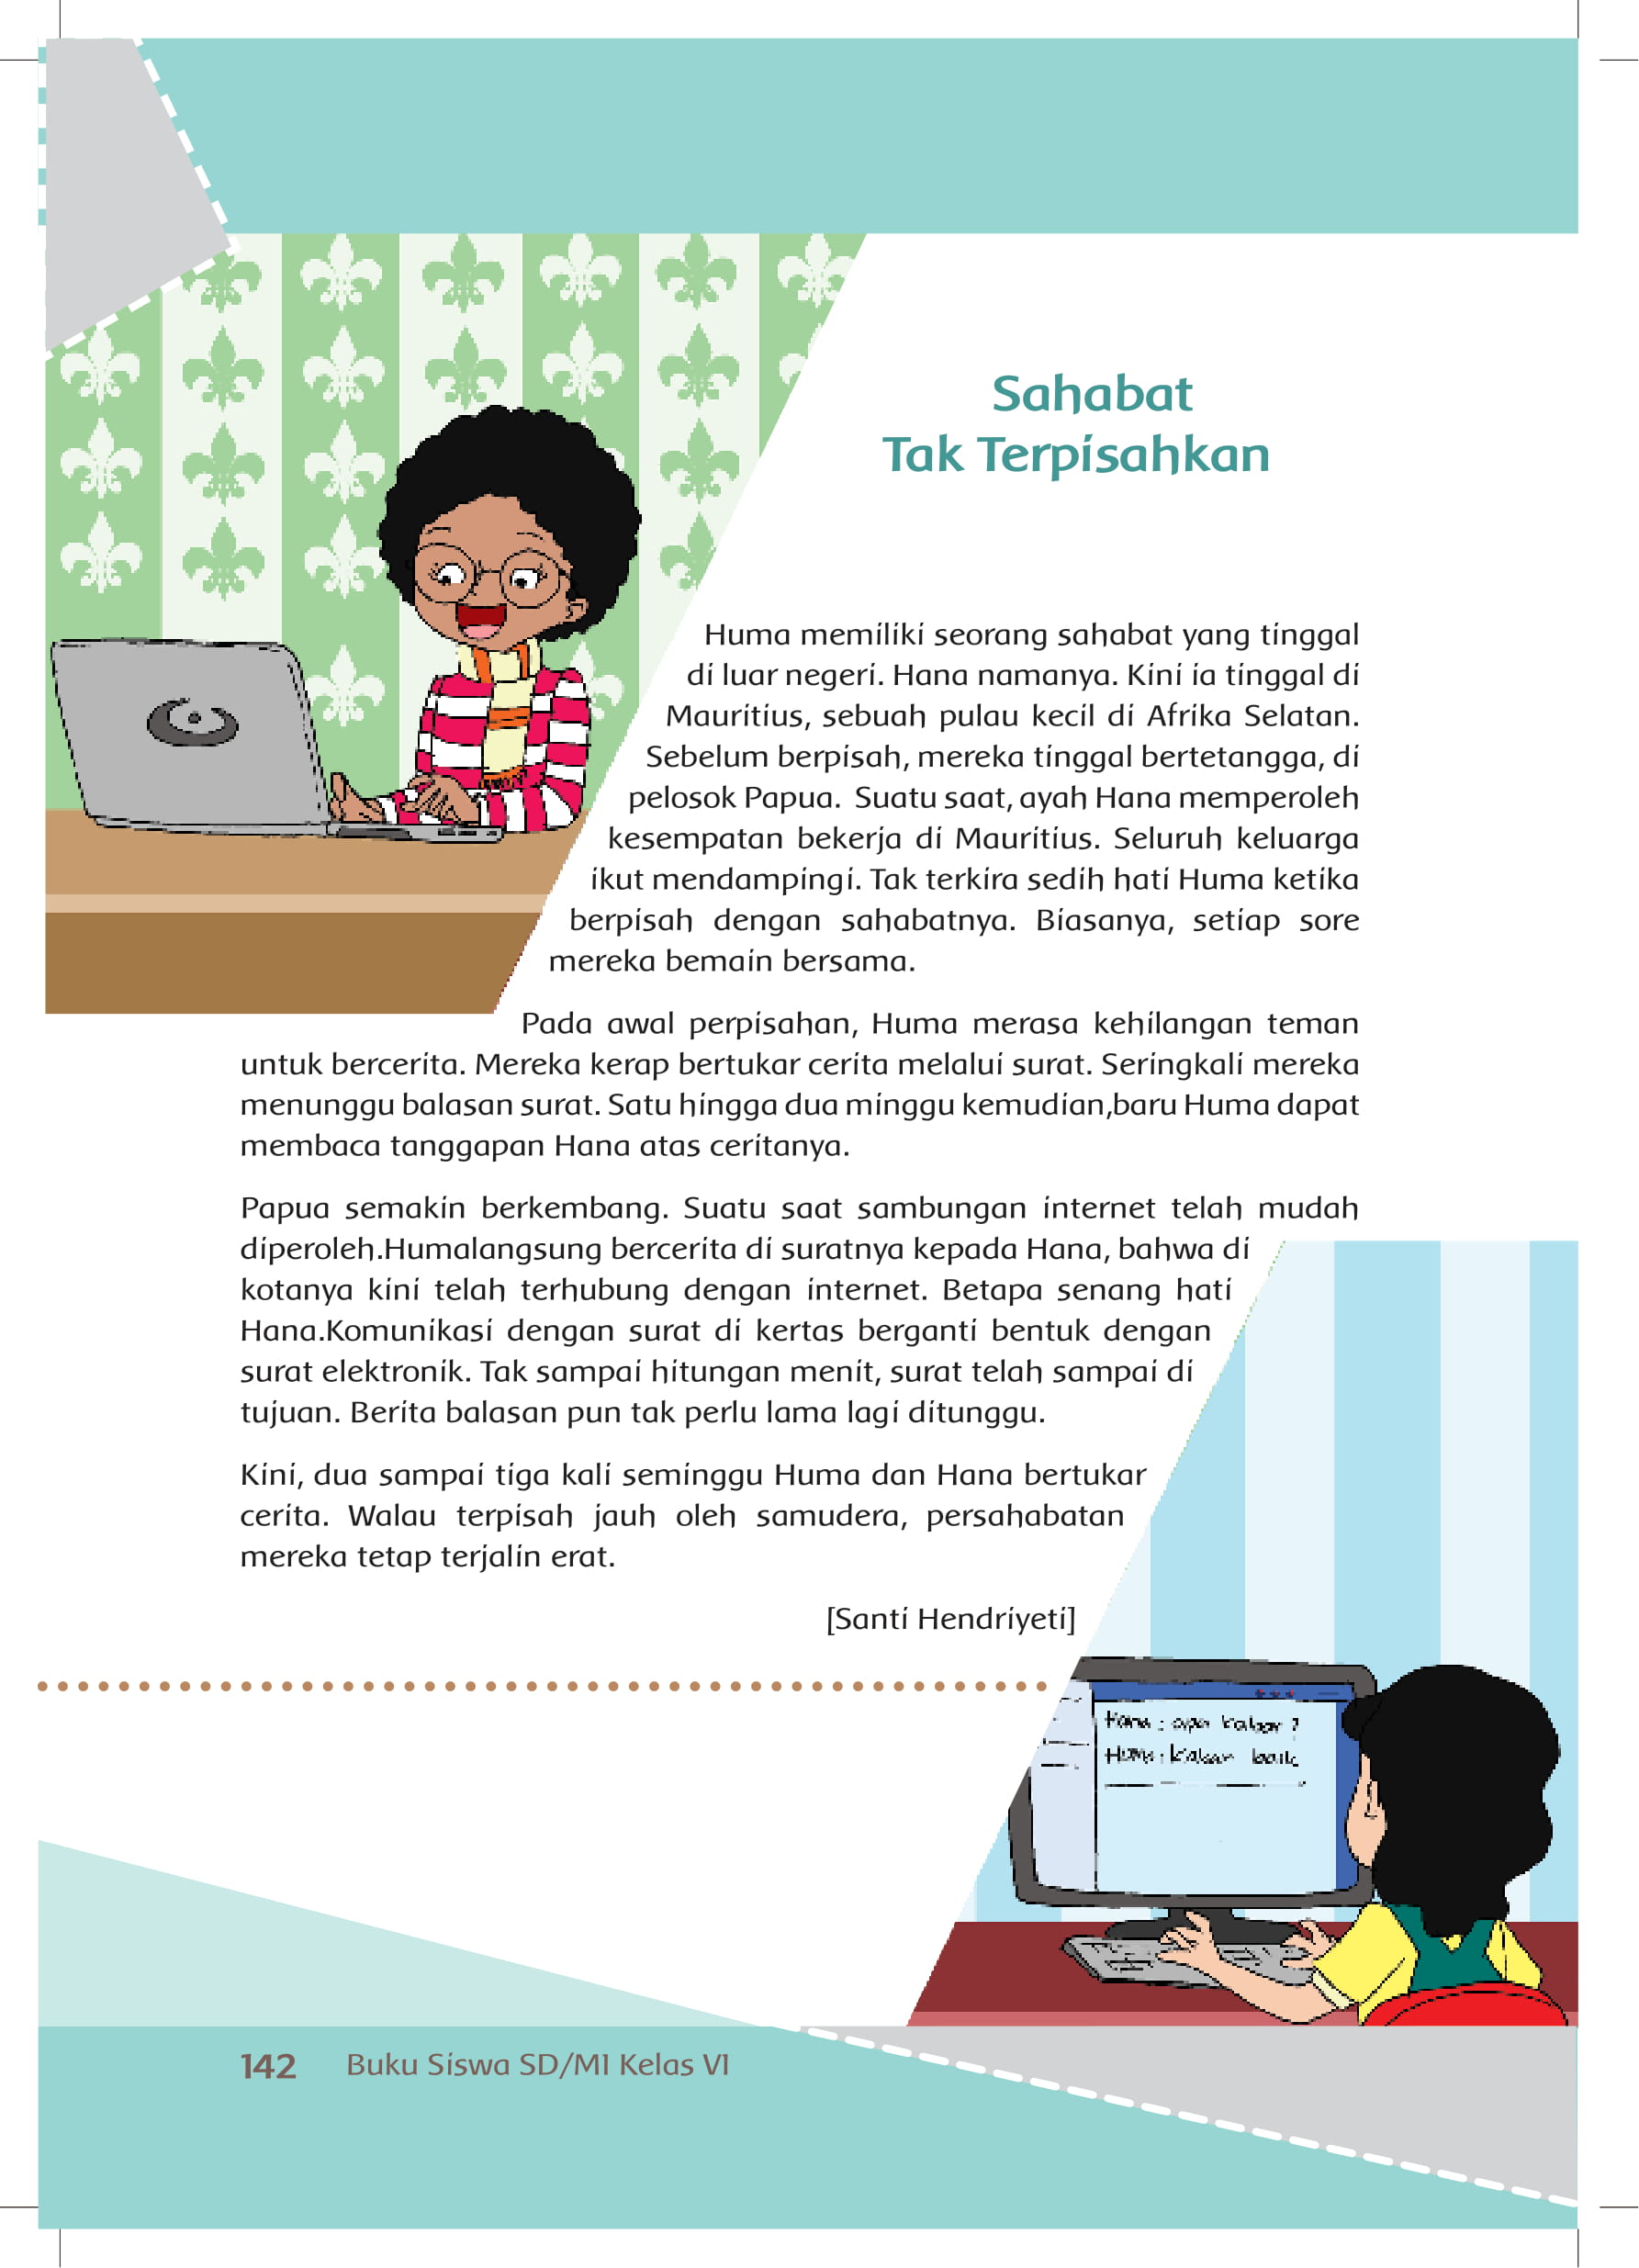 Sahabat
Tak Terpisahkan
Huma memiliki seorang sahabat yang tinggal
di luar negeri. Hana namanya. Kini ia tinggal di
Mauritius, sebuah pulau kecil di Afrika Selatan.
Sebelum berpisah, mereka tinggal bertetangga, di
pelosok Papua. Suatu saat, ayah Hana memperoleh
kesempatan bekerja di Mauritius. Seluruh keluarga
ikut mendampingi. Tak terkira sedih hati Huma ketika
berpisah dengan sahabatnya. Biasanya, setiap sore
mereka bemain bersama.
Pada awal perpisahan, Huma merasa kehilangan teman
untuk bercerita. Mereka kerap bertukar cerita melalui surat. Seringkali mereka
menunggu balasan surat. Satu hingga dua minggu kemudian,baru Huma dapat
membaca tanggapan Hana atas ceritanya.
Papua semakin berkembang. Suatu saat sambungan internet telah mudah
diperoleh.Humalangsung bercerita di suratnya kepada Hana, bahwa di
kotanya kini telah terhubung dengan internet. Betapa senang hati
Hana.Komunikasi dengan surat di kertas berganti bentuk dengan
surat elektronik. Tak sampai hitungan menit, surat telah sampai di
tujuan. Berita balasan pun tak perlu lama lagi ditunggu.
Kini, dua sampai tiga kali seminggu Huma dan Hana bertukar
cerita. Walau terpisah jauh oleh samudera, persahabatan
mereka tetap terjalin erat.
[Santi Hendriyeti]
Hana : apa kabar ?
: kabar baik
142 Buku Siswa SD/MI Kelas VI